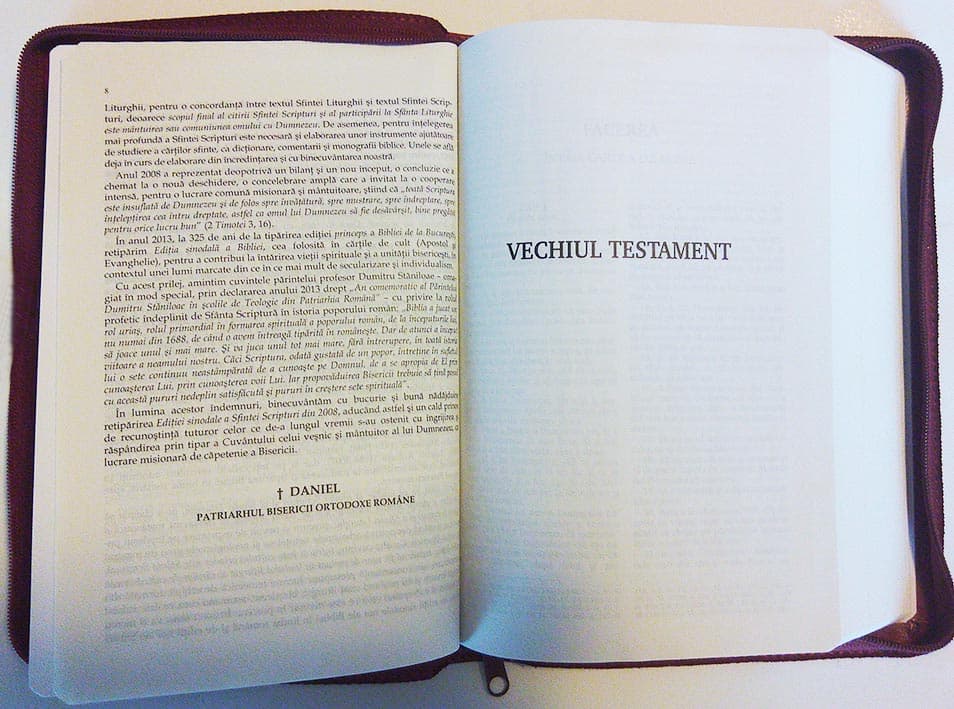 8
Liturghii, pentru o concordanță între textul Sfintei Liturghii și textul Sfintei Scrip-
turi, deoarece scopul final al citirii Sfintei Scripturi și al participării la Sfânta Liturghie
este mântuirea sau comuniunea omului cu Dumnezeu. De asemenea, pentru înțelegerea
mai profundă a Sfintei Scripturi este necesară și elaborarea unor instrumente ajutătoare
de studiere a cărților sfinte, ca dicționare, comentarii și monografii biblice. Unele se află
deja în curs de elaborare din încredințarea și cu binecuvântarea noastră.
Anul 2008 a reprezentat deopotrivă un bilanț și un nou început, o concluzie ce a
chemat la o nouă deschidere, o concelebrare amplă care a invitat la o cooperare
intensă, pentru o lucrare comună misionară și mântuitoare, știind că „toată Scriptura
este insuflată de Dumnezeu și de folos spre învățătură, spre mustrare, spre îndreptare, spre
înțelepțirea cea întru dreptate, astfel ca omul lui Dumnezeu să fie desăvârșit, bine pregătit
pentru orice lucru bun" (2 Timotei 3, 16).
În anul 2013, la 325 de ani de la tipărirea ediției princeps a Bibliei de la București,
retipărim Ediția sinodală a Bibliei, cea folosită în cărțile de cult (Apostol și
Evanghelie), pentru a contribui la întărirea vieții spirituale și a unității bisericești, în
contextul unei lumi marcate din ce în ce mai mult de secularizare și individualism.
Cu acest prilej, amintim cuvintele părintelui profesor Dumitru Stăniloae – oma-
giat în mod special, prin declararea anului 2013 drept „An comemorativ al Părintelui
Dumitru Stăniloae în școlile de Teologie din Patriarhia Română" – cu privire la rolul
profetic îndeplinit de Sfânta Scriptură în istoria poporului român: „Biblia a jucat un
rol uriaș, rolul primordial în formarea spirituală a poporului român, de la începuturile lui,
nu numai din 1688, de când o avem întreagă tipărită în românește. Dar de atunci a început
să joace unul și mai mare. Și va juca unul tot mai mare, fără întrerupere, în toată istoria
viitoare a neamului nostru. Căci Scriptura, odată gustată de un popor, întreține în sufletul
lui o sete continuu neastâmpărată de a cunoaște pe Domnul, de a se apropia de El prin
cunoașterea Lui, prin cunoașterea voii Lui. Iar propovăduirea Bisericii trebuie să țină pasul
cu această pururi nedeplin satisfăcută și pururi în creștere sete spirituală".
În lumina acestor îndemnuri, binecuvântăm cu bucurie și bună nădăjduire
retipărirea Ediției sinodale a Sfintei Scripturi din 2008, aducând astfel și un cald prinos
de recunoștință tuturor celor ce de-a lungul vremii s-au ostenit cu îngrijirea și
răspândirea prin tipar a Cuvântului celui veșnic și mântuitor al lui Dumnezeu, o
lucrare misionară de căpetenie a Bisericii.
† DANIEL
PATRIARHUL BISERICII ORTODOXE ROMÂNE
VECHIUL TESTAMENT